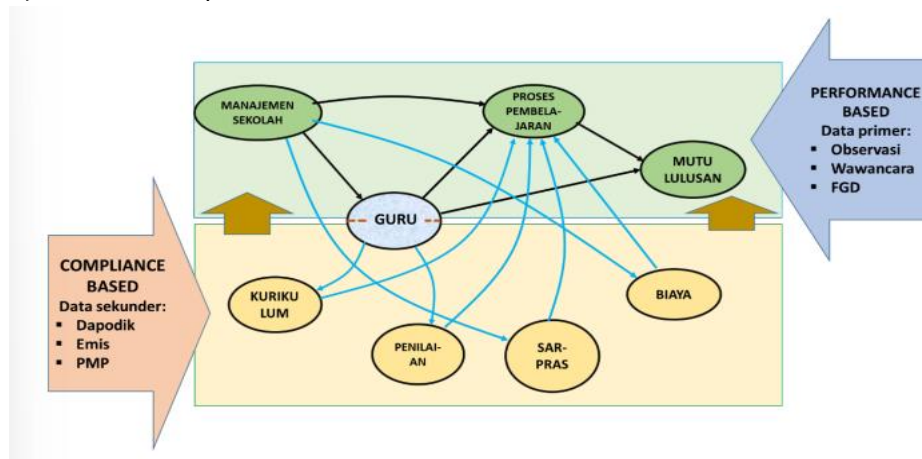 MANAJEMEN
SEKOLAH
PROSES
PEMBELA-
JARAN
MUTU
LULUSAN
GURU
KURIKU
LUM
PENILAI-
AN
SAR-
PRAS
BIAYA
PERFORMANCE
BASED
Data primer:
▪ Observasi
▪ Wawancara
▪ FGD
COMPLIANCE
BASED
Data sekunder:
▪ Dapodik
▪ Emis
▪ PMP